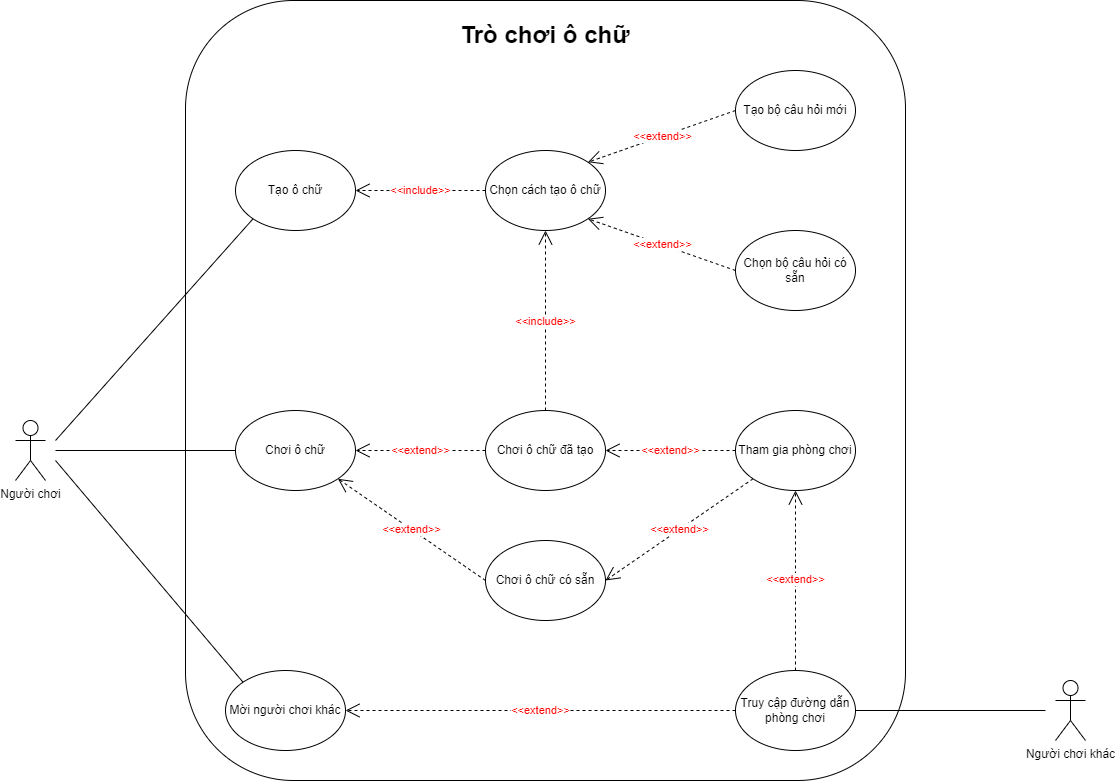 Trò chơi ô chữ
Tạo bộ câu hỏi mới
<<extend>>
Tạo ô chữ
<<include>>
Chọn cách tạo ô chữ
<<extend>>
Chọn bộ câu hỏi có
sẵn
<<include>>
Người chơi
Chơi ô chữ
<<extend>>
Chơi ô chữ đã tạo
<<extend>>
Tham gia phòng chơi
<<extend>>
<<extend>>
Chơi ô chữ có sẵn
<<extend>>
Mời người chơi khác
<<extend>>
Truy cập đường dẫn
phòng chơi
Người chơi khác